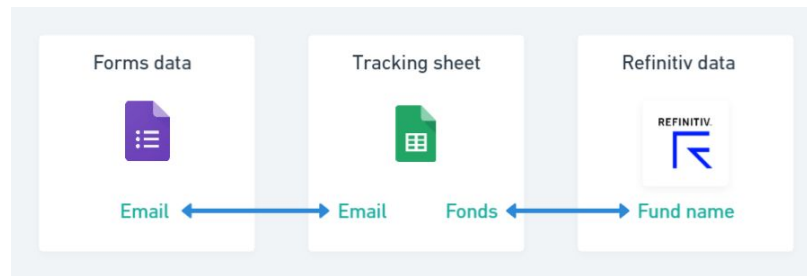 Forms data
Tracking sheet
Refinitiv data
REFINITIV.
Email
Email
Fonds
Fund name